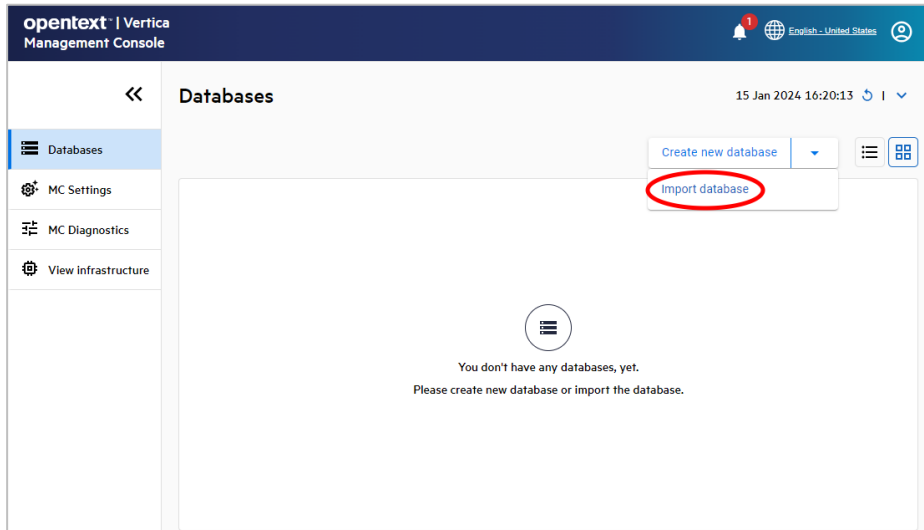 opentext™ | Vertica
Management Console
1
English - United States
Databases
15 Jan 2024 16:20:13
Databases
MC Settings
MC Diagnostics
View infrastructure
Create new database
Import database
You don't have any databases, yet.
Please create new database or import the database.